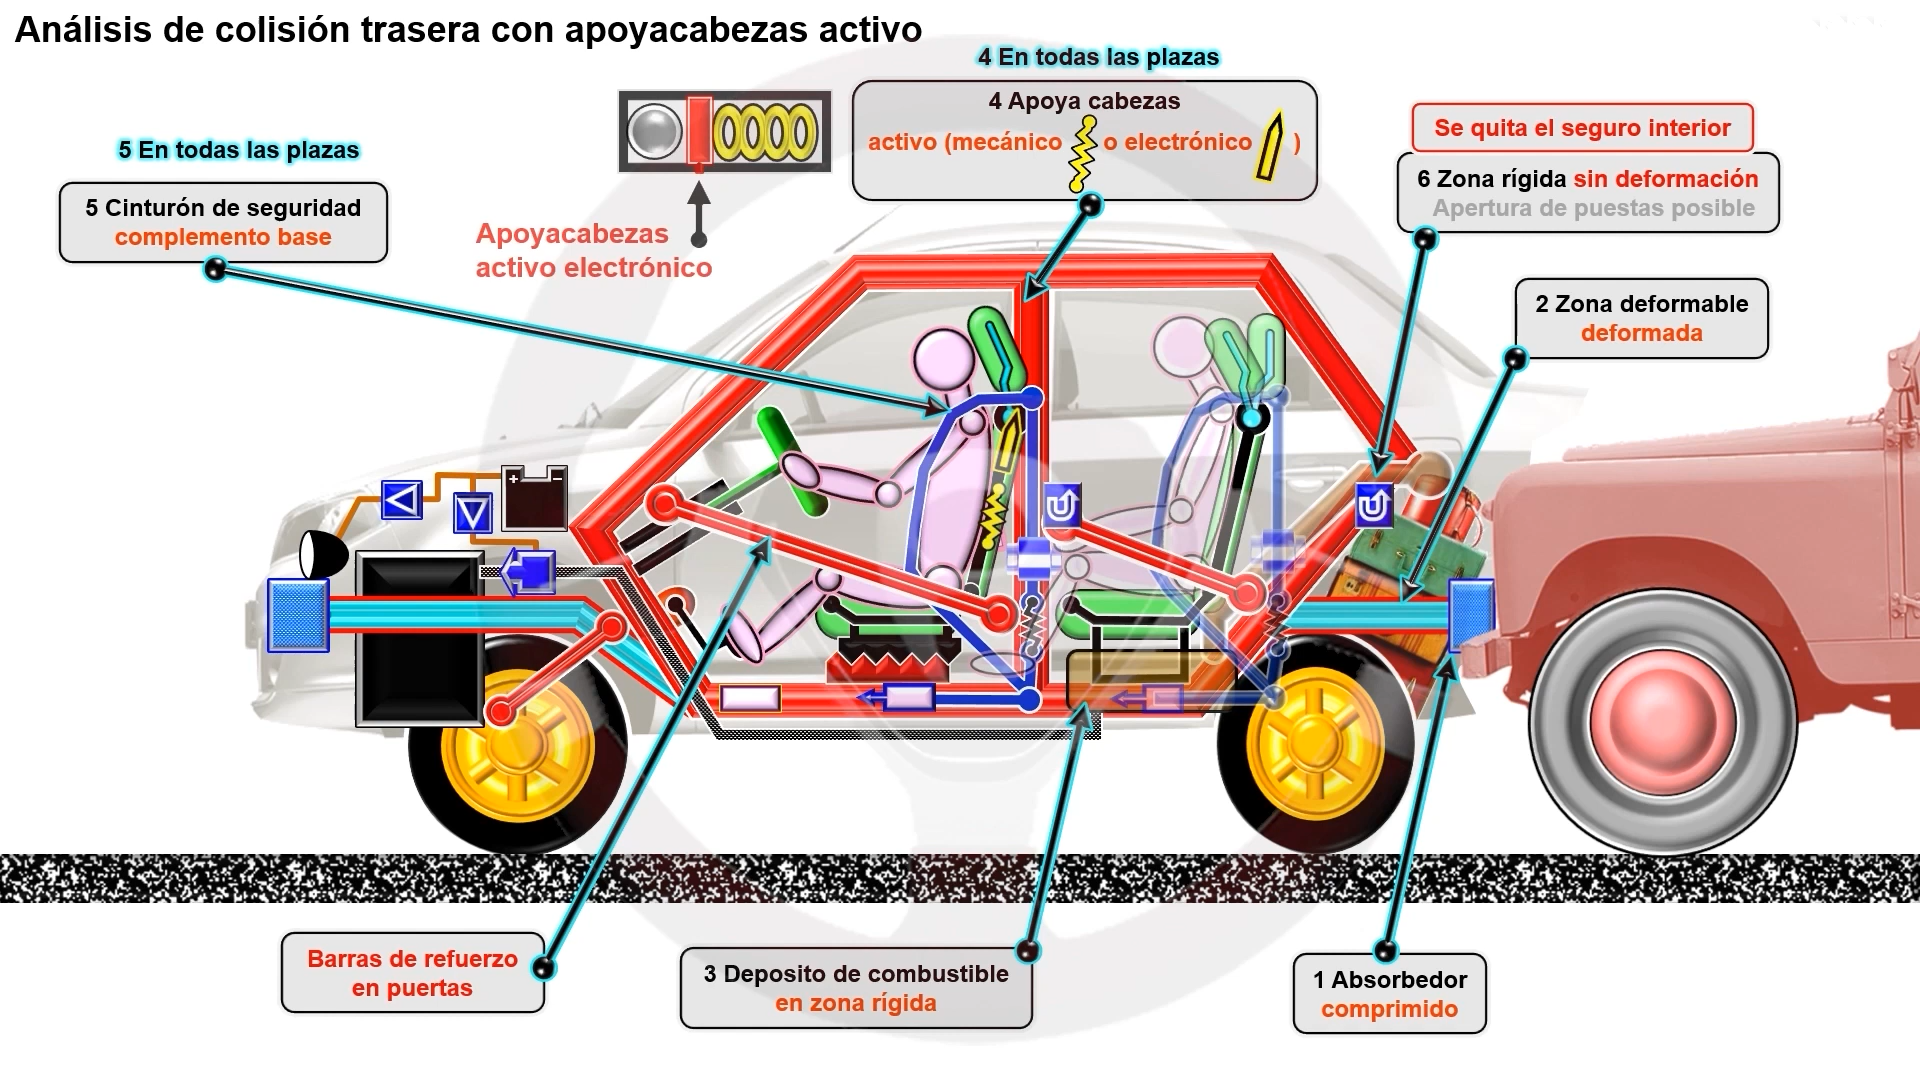 Análisis de colisión trasera con apoyacabezas activo
4 En todas las plazas
4 Apoya cabezas
activo (mecánico o electrónico )
Se quita el seguro interior
6 Zona rígida sin deformación
Apertura de puestas posible
5 En todas las plazas
5 Cinturón de seguridad
complemento base
Apoyacabezas
activo electrónico
2 Zona deformable
deformada
+ −
Barras de refuerzo
en puertas
3 Deposito de combustible
en zona rígida
1 Absorbedor
comprimido